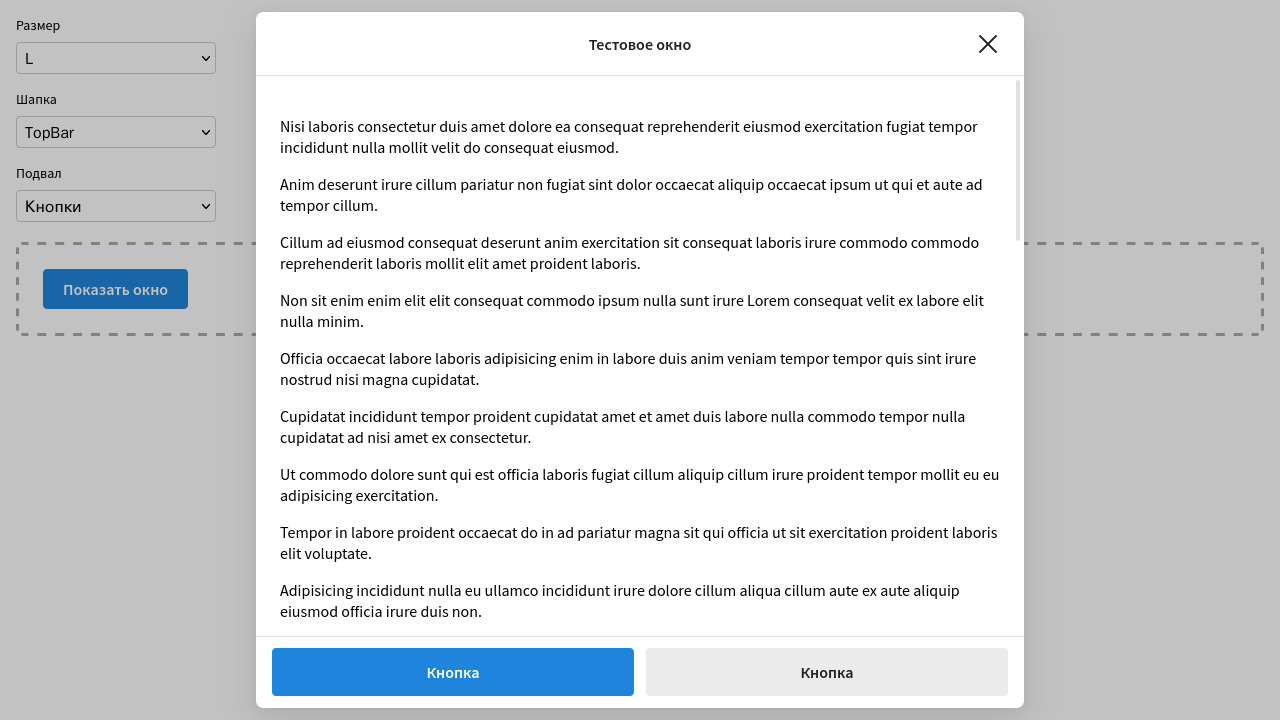 Размер
L
Шапка
TopBar
Подвал
Кнопки
Показать окно
Тестовое окно
Nisi laboris consectetur duis amet dolore ea consequat reprehenderit eiusmod exercitation fugiat tempor
incididunt nulla mollit velit do consequat eiusmod.
Anim deserunt irure cillum pariatur non fugiat sint dolor occaecat aliquip occaecat ipsum ut qui et aute ad
tempor cillum.
Cillum ad eiusmod consequat deserunt anim exercitation sit consequat laboris irure commodo commodo
reprehenderit laboris mollit elit amet proident laboris.
Non sit enim enim elit elit consequat commodo ipsum nulla sunt irure Lorem consequat velit ex labore elit
nulla minim.
Officia occaecat labore laboris adipisicing enim in labore duis anim veniam tempor tempor quis sint irure
nostrud nisi magna cupidatat.
Cupidatat incididunt tempor proident cupidatat amet et amet duis labore nulla commodo tempor nulla
cupidatat ad nisi amet ex consectetur.
Ut commodo dolore sunt qui est officia laboris fugiat cillum aliquip cillum irure proident tempor mollit eu eu
adipisicing exercitation.
Tempor in labore proident occaecat do in ad pariatur magna sit qui officia ut sit exercitation proident laboris
elit voluptate.
Adipisicing incididunt nulla eu ullamco incididunt irure dolore cillum aliqua cillum aute ex aute aliquip
eiusmod officia irure duis non.
Кнопка
Кнопка